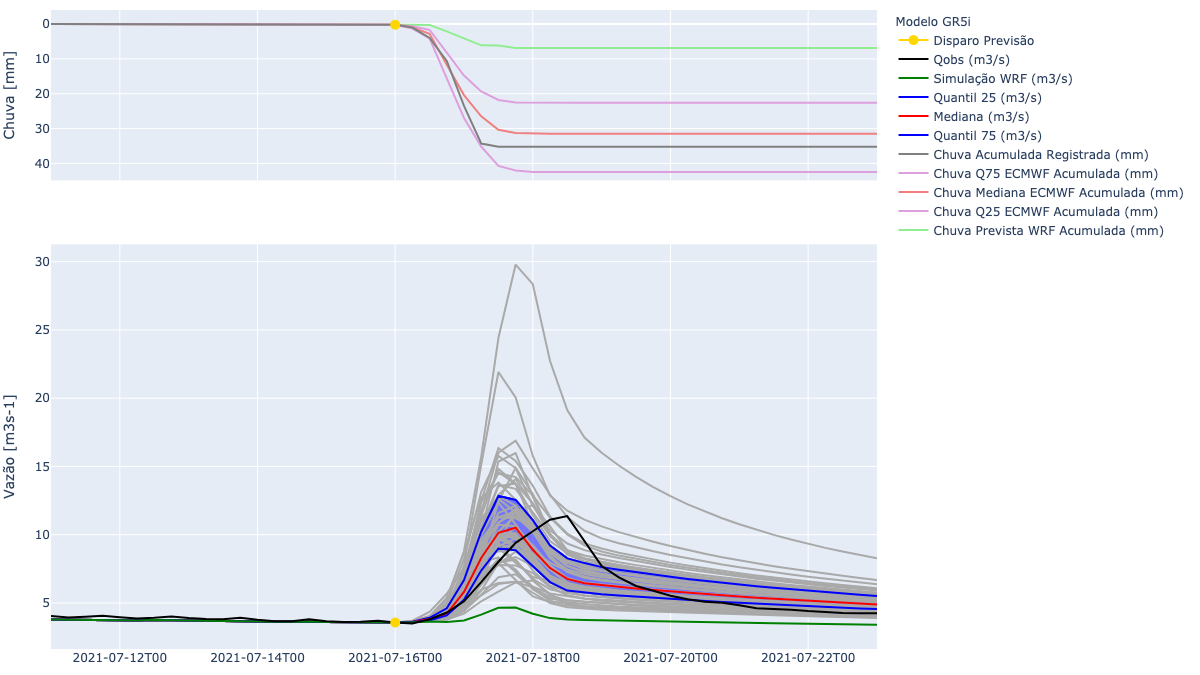 0
10
20
30
40
Chuva [mm]
Modelo GR5i
Disparo Previsão
Qobs (m3/s)
Simulação WRF (m3/s)
Quantil 25 (m3/s)
Mediana (m3/s)
Quantil 75 (m3/s)
Chuva Acumulada Registrada (mm)
Chuva Q75 ECMWF Acumulada (mm)
Chuva Mediana ECMWF Acumulada (mm)
Chuva Q25 ECMWF Acumulada (mm)
Chuva Prevista WRF Acumulada (mm)
30
25
20
15
10
5
Vazão [m3s-1]
2021-07-12T00
2021-07-14T00
2021-07-16T00
2021-07-18T00
2021-07-20T00
2021-07-22T00